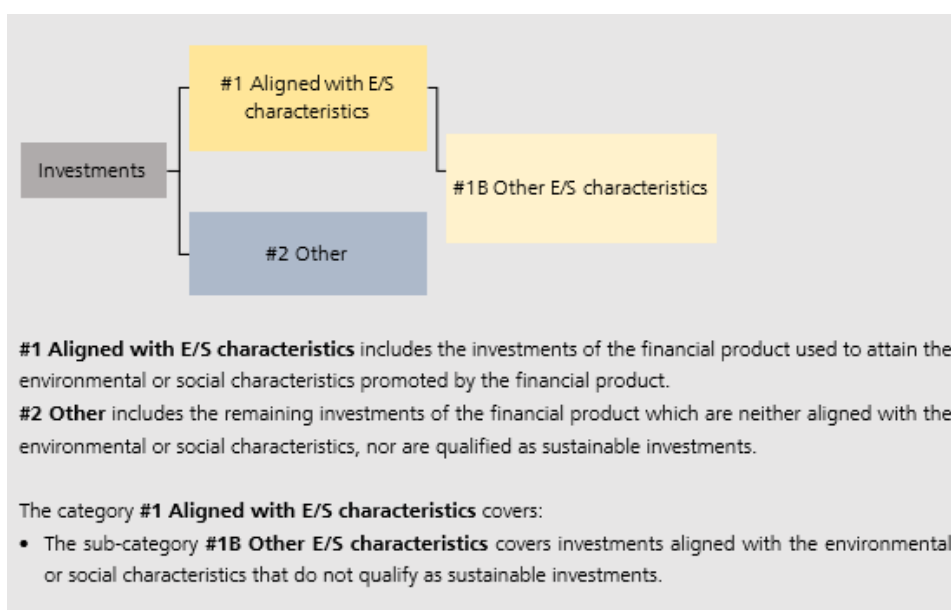 #1 Aligned with E/S
characteristics
Investments
#1B Other E/S characteristics
#2 Other
#1 Aligned with E/S characteristics includes the investments of the financial product used to attain the
environmental or social characteristics promoted by the financial product.
#2 Other includes the remaining investments of the financial product which are neither aligned with the
environmental or social characteristics, nor are qualified as sustainable investments.
The category #1 Aligned with E/S characteristics covers:
• The sub-category #1B Other E/S characteristics covers investments aligned with the environmental
or social characteristics that do not qualify as sustainable investments.